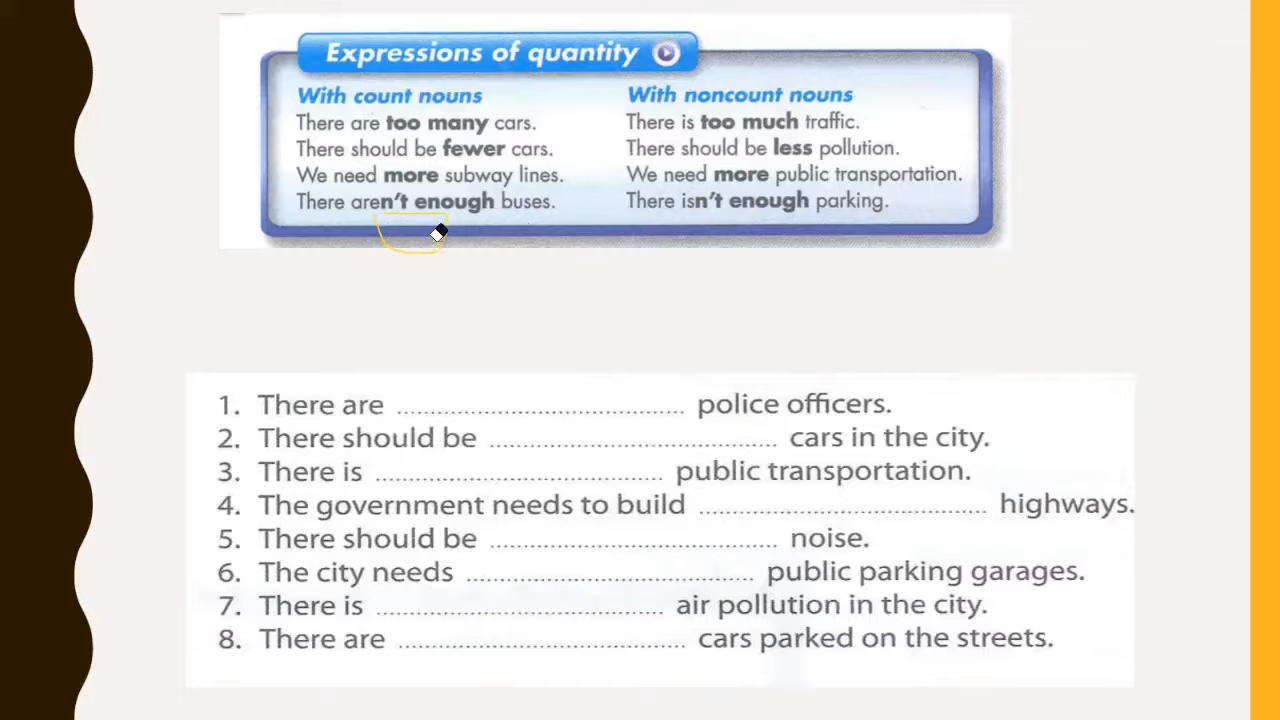 Expressions of quantity
With count nouns
There are too many cars.
There should be fewer cars.
We need more subway lines.
There aren't enough buses.
With noncount nouns
There is too much traffic.
There should be less pollution.
We need more public transportation.
There isn't enough parking.
1. There are ........................................ police officers.
2. There should be ........................................ cars in the city.
3. There is ........................................ public transportation.
4. The government needs to build ........................................ highways.
5. There should be ........................................ noise.
6. The city needs ........................................ public parking garages.
7. There is ........................................ air pollution in the city.
8. There are ........................................ cars parked on the streets.